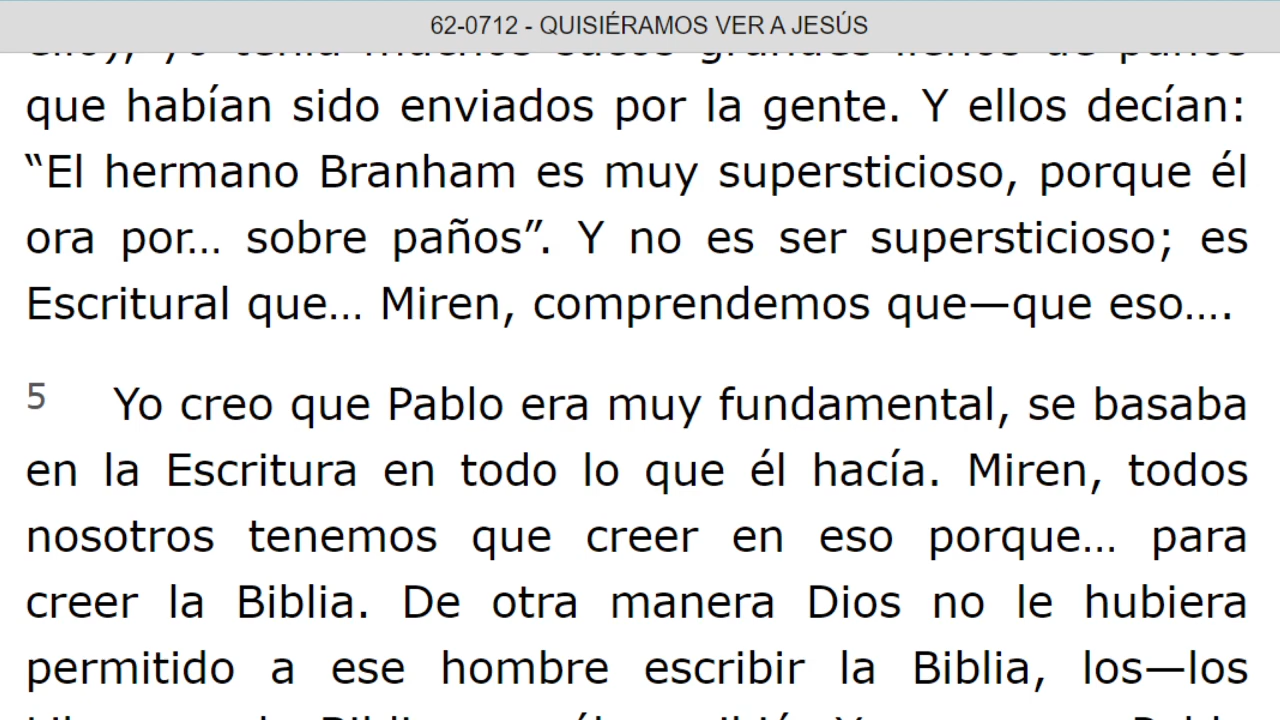 62-0712 - QUISIÉRAMOS VER A JESÚS
que habían sido enviados por la gente. Y ellos decían:
“El hermano Branham es muy supersticioso, porque él
ora por… sobre paños”. Y no es ser supersticioso; es
Escritural que… Miren, comprendemos que—que eso….
5 Yo creo que Pablo era muy fundamental, se basaba
en la Escritura en todo lo que él hacía. Miren, todos
nosotros tenemos que creer en eso porque… para
creer la Biblia. De otra manera Dios no le hubiera
permitido a ese hombre escribir la Biblia, los—los